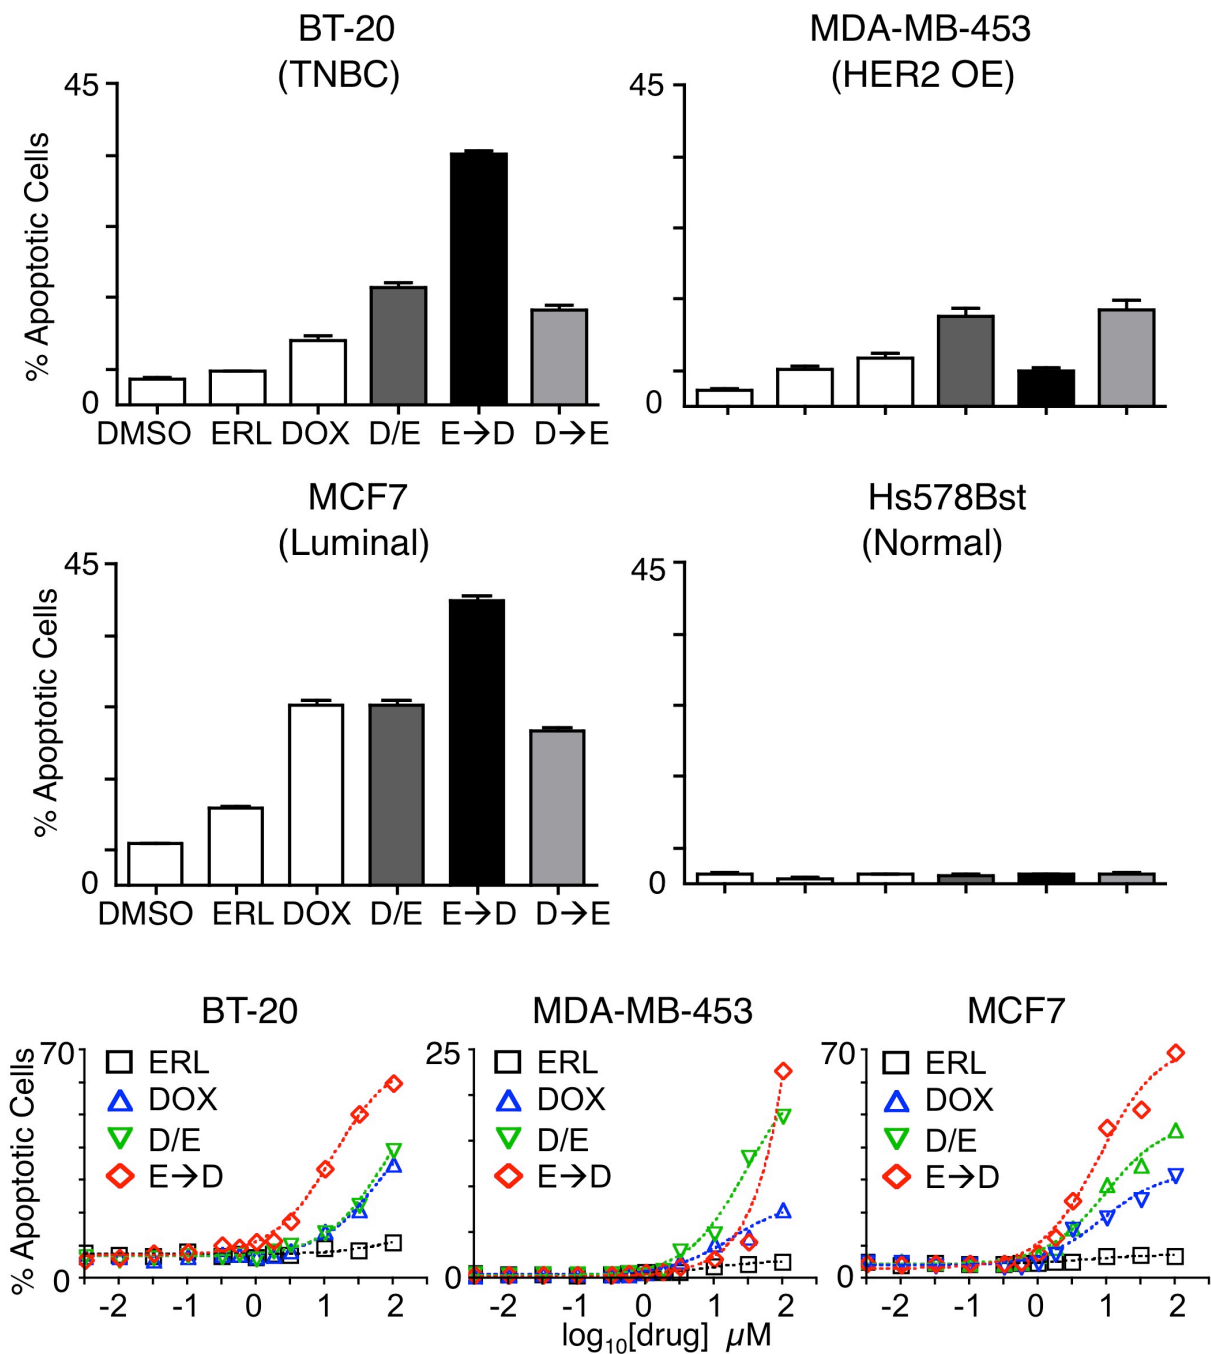 BT-20
(TNBC)
45
% Apoptotic Cells
0
DMSO ERL DOX D/E E→D D→E
MDA-MB-453
(HER2 OE)
45
0
MCF7
(Luminal)
45
% Apoptotic Cells
0
DMSO ERL DOX D/E E→D D→E
Hs578Bst
(Normal)
45
0
BT-20
% Apoptotic Cells
70
ERL
DOX
D/E
E→D
0
-2 -1 0 1 2
MDA-MB-453
25
ERL
DOX
D/E
E→D
0
-2 -1 0 1 2
log10[drug] µM
MCF7
70
ERL
DOX
D/E
E→D
0
-2 -1 0 1 2